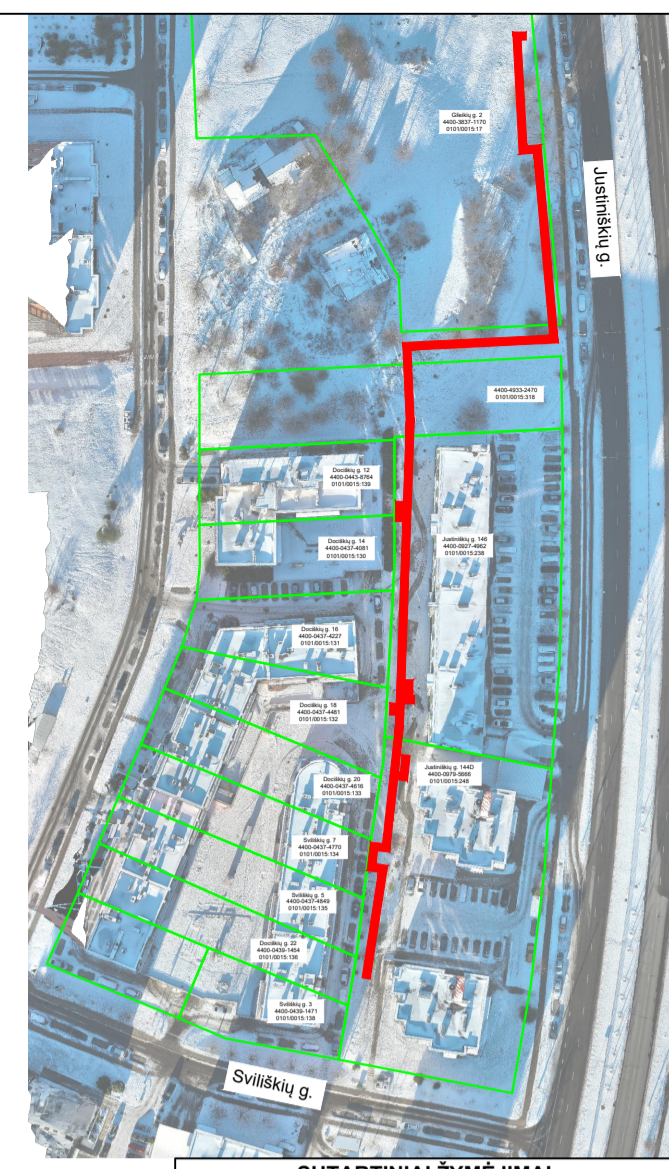 Gileikių g. 2
4400-3837-1170
0101/0015:17
Justiniškių g.
4400-4933-2470
0101/0015:318
Dociškių g. 12
4400-0443-8764
0101/0015:139
Dociškių g. 14
4400-0437-4081
0101/0015:130
Justiniškių g. 146
4400-0927-4962
0101/0015:238
Dociškių g. 16
4400-0437-4227
0101/0015:131
Dociškių g. 18
4400-0437-4481
0101/0015:132
Dociškių g. 20
4400-0437-4616
0101/0015:133
Justiniškių g. 144D
4400-0979-5666
0101/0015:248
Sviliškių g. 7
4400-0437-4770
0101/0015:134
Sviliškių g. 5
4400-0437-4849
0101/0015:135
Dociškių g. 22
4400-0439-1454
0101/0015:136
Sviliškių g. 3
4400-0439-1471
0101/0015:138
Sviliškių g.
SUTARTINIAI ŽYMĖJIMAI